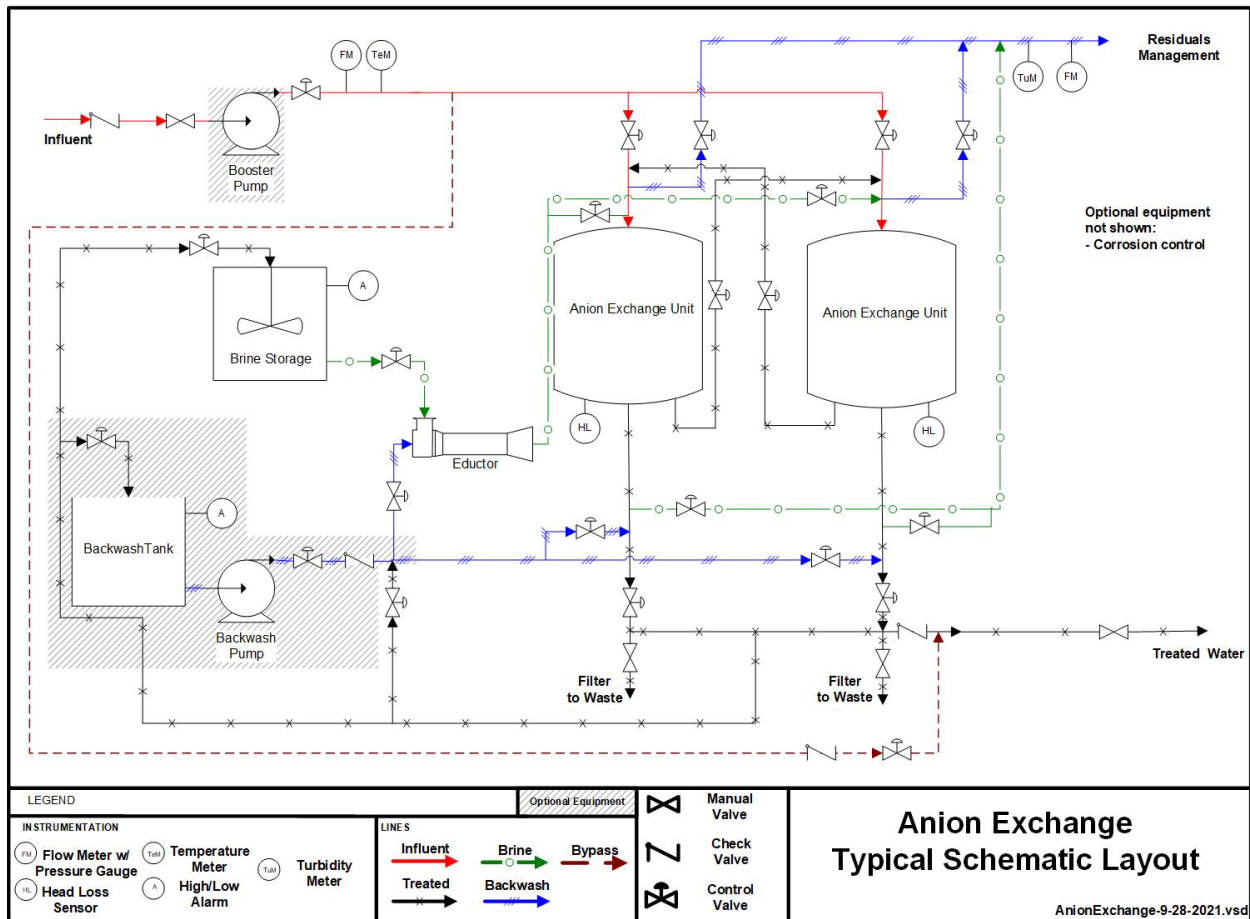 FM
TeM
Residuals
Management
TuM
FM
Influent
Booster
Pump
Optional equipment
not shown:
- Corrosion control
A
Anion Exchange Unit
Anion Exchange Unit
Brine Storage
HL
HL
Eductor
A
BackwashTank
Backwash
Pump
Treated Water
Filter
to Waste
Filter
to Waste
LEGEND
Optional Equipment
INSTRUMENTATION
FM
Flow Meter w/
Pressure Gauge
TeM
Temperature
Meter
TuM
Turbidity
Meter
HL
Head Loss
Sensor
A
High/Low
Alarm
LINES
Influent
Brine
Bypass
Treated
Backwash
Manual
Valve
Check
Valve
Control
Valve
Anion Exchange
Typical Schematic Layout
AnionExchange-9-28-2021.vsd